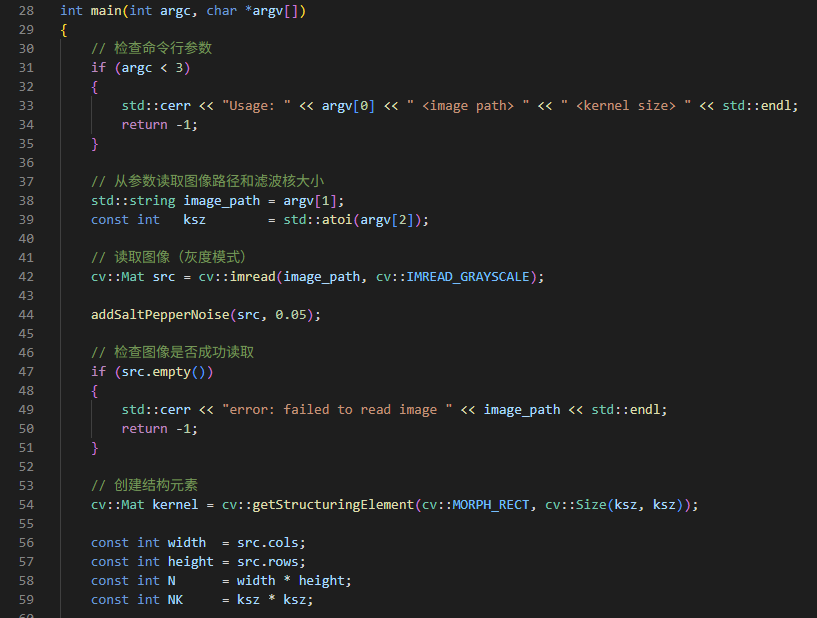 28 int main(int argc, char *argv[])
29 {
30 // 检查命令行参数
31 if (argc < 3)
32 {
33 std::cerr << "Usage: " << argv[0] << " <image path> " << " <kernel size> " << std::endl;
34 return -1;
35 }
36
37 // 从参数读取图像路径和滤波核大小
38 std::string image_path = argv[1];
39 const int   ksz        = std::atoi(argv[2]);
40
41 // 读取图像（灰度模式）
42 cv::Mat src = cv::imread(image_path, cv::IMREAD_GRAYSCALE);
43
44 addSaltPepperNoise(src, 0.05);
45
46 // 检查图像是否成功读取
47 if (src.empty())
48 {
49 std::cerr << "error: failed to read image " << image_path << std::endl;
50 return -1;
51 }
52
53 // 创建结构元素
54 cv::Mat kernel = cv::getStructuringElement(cv::MORPH_RECT, cv::Size(ksz, ksz));
55
56 const int width  = src.cols;
57 const int height = src.rows;
58 const int N      = width * height;
59 const int NK     = ksz * ksz;